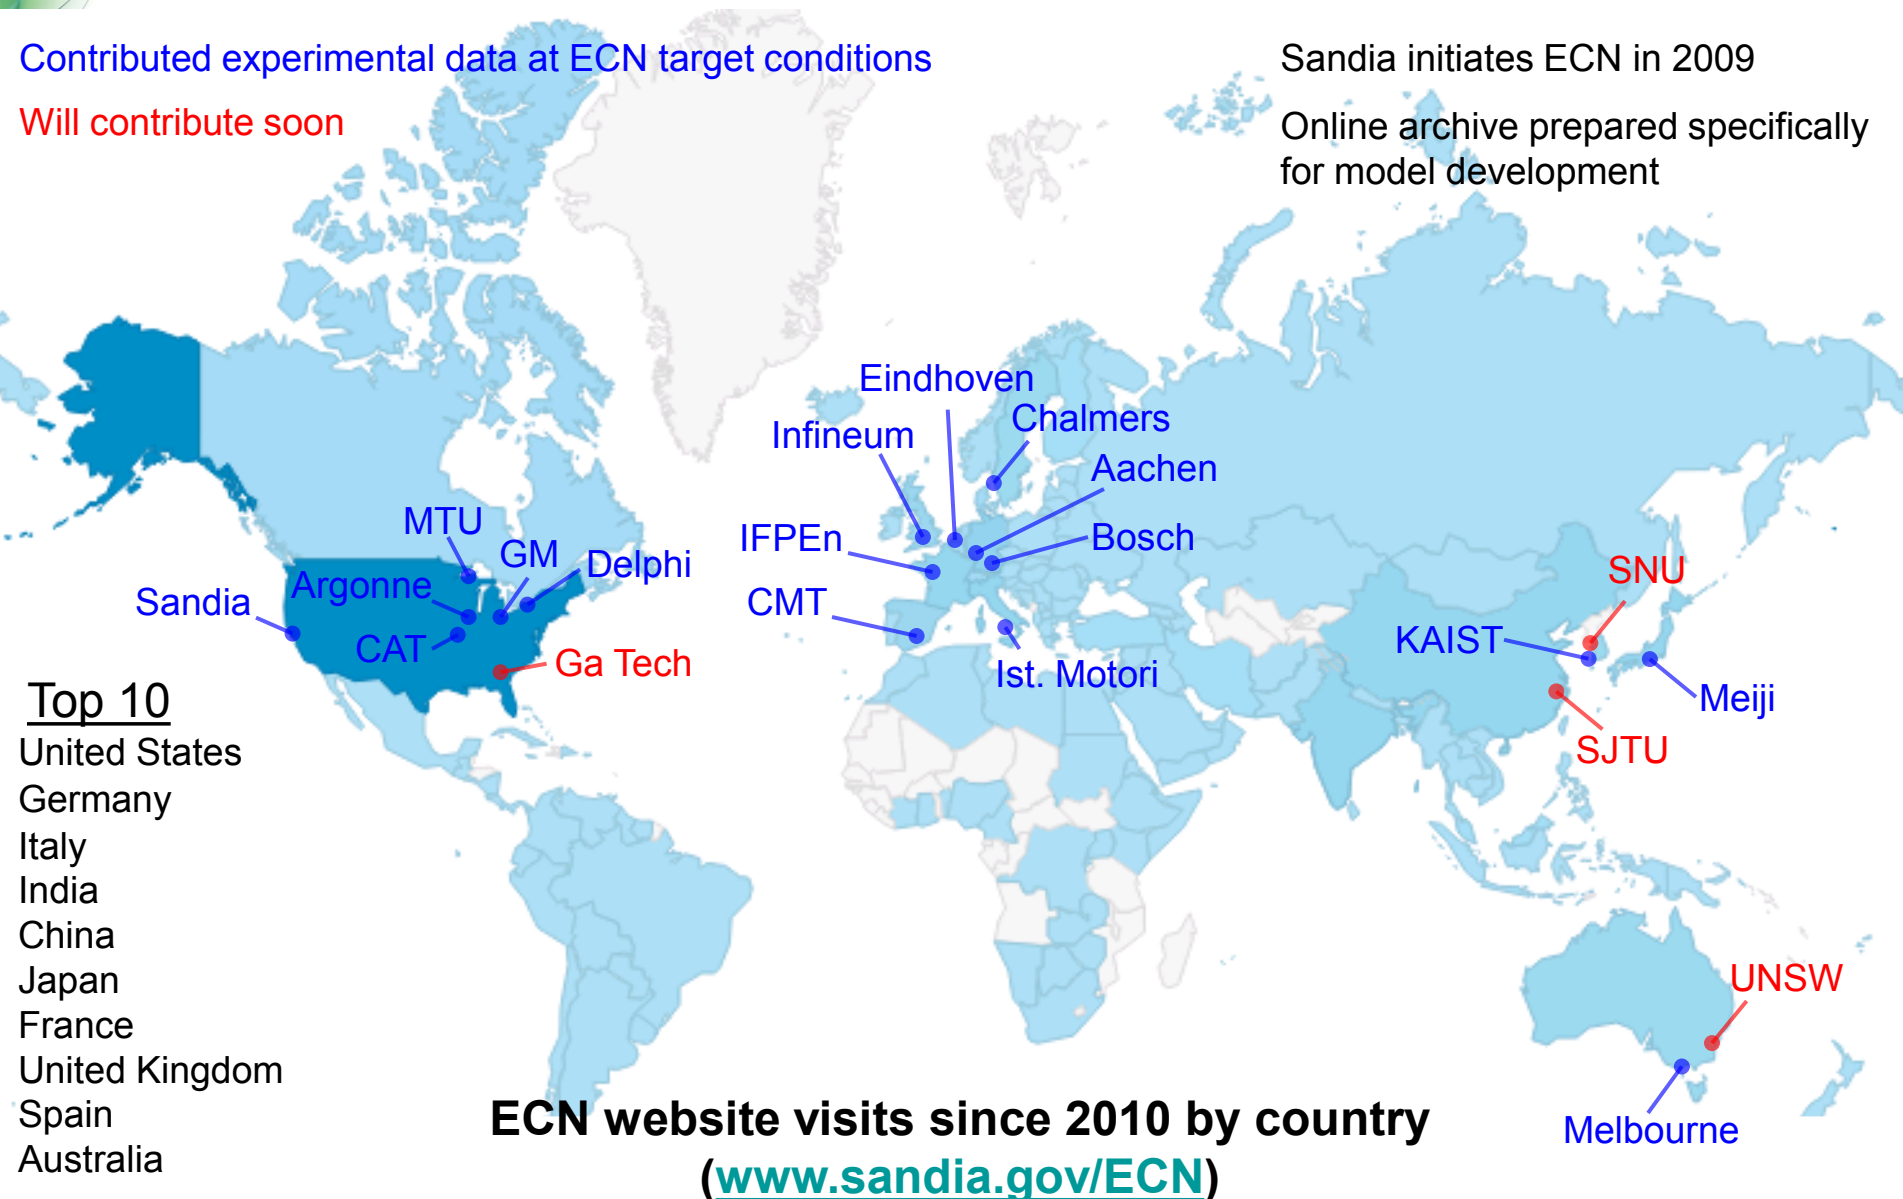 Contributed experimental data at ECN target conditions
Will contribute soon
Sandia initiates ECN in 2009
Online archive prepared specifically
for model development
Eindhoven
Chalmers
Infineum
Aachen
IFPEn
Bosch
CMT
Ist. Motori
MTU
GM
Delphi
Argonne
Sandia
CAT
Ga Tech
SNU
KAIST
Meiji
SJTU
UNSW
Melbourne
Top 10
United States
Germany
Italy
India
China
Japan
France
United Kingdom
Spain
Australia
ECN website visits since 2010 by country
(www.sandia.gov/ECN)